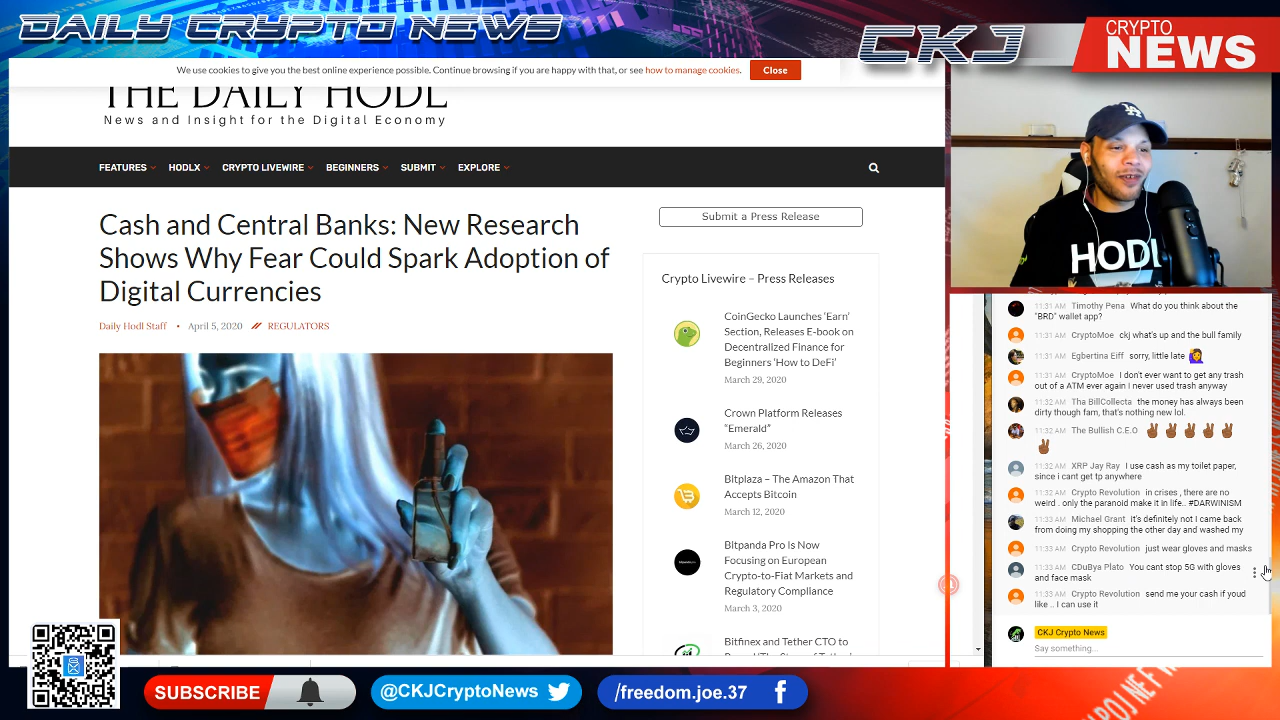 DAILY CRYPTO NEWS
CKJ
CRYPTO
NEWS
We use cookies to give you the best online experience possible. Continue browsing if you are happy with that, or see how to manage cookies.
Close
THE DAILY HODL
News and Insight for the Digital Economy
FEATURES
HODLX
CRYPTO LIVEWIRE
BEGINNERS
SUBMIT
EXPLORE
Cash and Central Banks: New Research
Shows Why Fear Could Spark Adoption of
Digital Currencies
Daily Hodl Staff • April 5, 2020 // REGULATORS
Submit a Press Release
Crypto Livewire – Press Releases
CoinGecko Launches ‘Earn’
Section, Releases E-book on
Decentralized Finance for
Beginners ‘How to DeFi’
March 29, 2020
Crown Platform Releases
“Emerald”
March 26, 2020
Bitplaza – The Amazon That
Accepts Bitcoin
March 12, 2020
Bitpanda Pro Is Now
Focusing on European
Crypto-to-Fiat Markets and
Regulatory Compliance
March 3, 2020
Bitfinex and Tether CTO to
LA
HODL
11:31 AM Timothy Pena What do you think about the
"BRD" wallet app?
11:31 AM CryptoMoe ckj what's up and the bull family
11:31 AM Egbertina Eiff sorry, little late 🤦‍♀️
11:31 AM CryptoMoe I don't ever want to get any trash
out of a ATM ever again I never used trash anyway
11:32 AM Tha BillCollecta the money has always been
dirty though fam, that's nothing new lol.
11:32 AM The Bullish C.E.O ✌🏾✌🏾✌🏾✌🏾✌🏾
✌🏾
11:32 AM XRP Jay Ray I use cash as my toilet paper,
since i cant get tp anywhere
11:32 AM Crypto Revolution in crises , there are no
weird . only the paranoid make it in life.. #DARWINISM
11:33 AM Michael Grant It's definitely not I came back
from doing my shopping the other day and washed my
11:33 AM Crypto Revolution just wear gloves and masks
11:33 AM CDuBya Plato You cant stop 5G with gloves
and face mask
11:33 AM Crypto Revolution send me your cash if youd
like .. I can use it
CKJ Crypto News
Say something...
SUBSCRIBE
@CKJCryptoNews
/freedom.joe.37